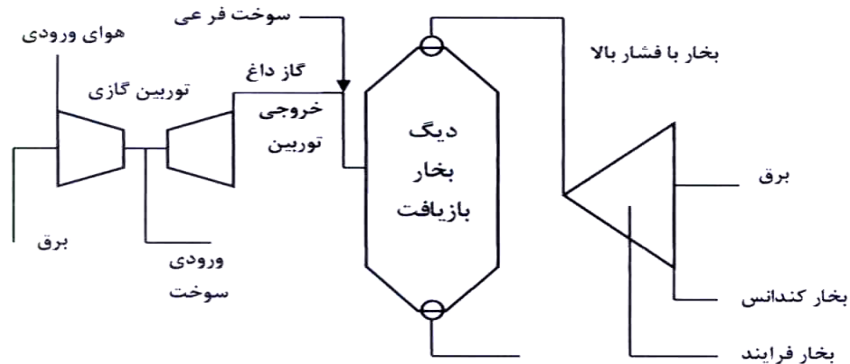 سوخت فرعی
هوای ورودی
بخار با فشار بالا
گاز داغ
توربین گازی
خروجی
توربین
دیگ
بخار
بازیافت
برق
برق
ورودی
سوخت
بخار کندانس
بخار فرایند